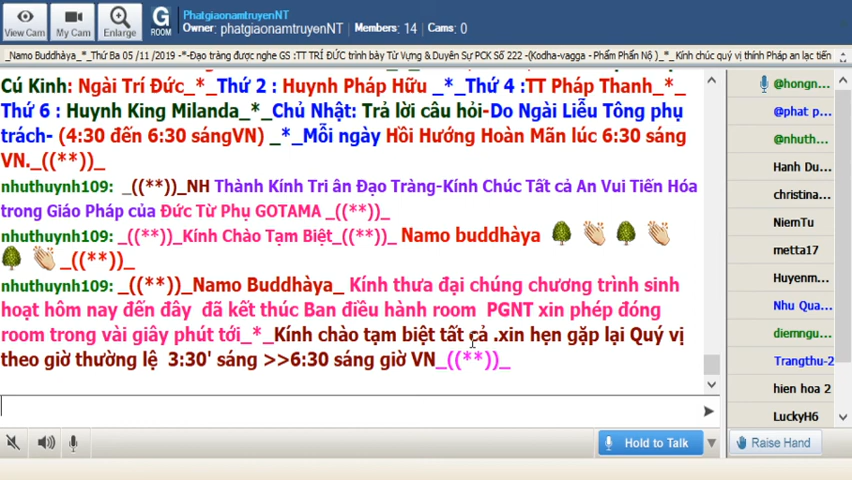 PhatgiaonamtruyenNT
Owner: phatgiaonamtruyenNT Members: 14 Cams: 0
View Cam My Cam Enlarge G ROOM
_Namo Buddhàya_*_Thứ Ba 05 /11 /2019 -*-Đạo tràng được nghe GS :TT TRÍ ĐỨC trình bày Từ Vựng & Duyên Sự PCK Số 222 -(Kodha-vagga - Phẩm Phẫn Nộ )_*_Kính chúc quý vị thính Pháp an lạc tiến
Cú Kinh: Ngài Trí Đức_*_Thứ 2 : Huynh Pháp Hữu _*_Thứ 4 :TT Pháp Thanh_*_
Thứ 6 : Huynh King Milanda_*_Chủ Nhật: Trả lời câu hỏi-Do Ngài Liễu Tông phụ
trách- (4:30 đến 6:30 sángVN) _*_Mỗi ngày Hồi Hướng Hoàn Mãn lúc 6:30 sáng
VN._((**))_
nhuthuynh109: _((**))_NH Thành Kính Tri ân Đạo Tràng-Kính Chúc Tất cả An Vui Tiến Hóa
trong Giáo Pháp của Đức Từ Phụ GOTAMA _((**))_
nhuthuynh109: _((**))_Kính Chào Tạm Biệt_((**))_ Namo buddhàya
_((**))_
nhuthuynh109: _((**))_Namo Buddhàya_ Kính thưa đại chúng chương trình sinh
hoạt hôm nay đến đây đã kết thúc Ban điều hành room PGNT xin phép đóng
room trong vài giây phút tới_*_Kính chào tạm biệt tất cả .xin hẹn gặp lại Quý vị
theo giờ thường lệ 3:30' sáng >>6:30 sáng giờ VN_((**))_
@hongn...
@phat p...
@nhuth...
Hanh Du...
christina...
NiemTu
metta17
Huyenm...
Nhu Qua...
diemngu...
Trangthu-2
hien hoa 2
LuckyH6
Hold to Talk
Raise Hand